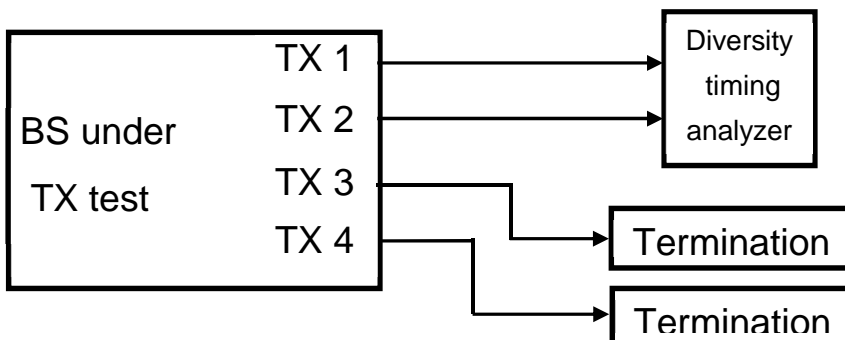 BS under
TX test
TX 1
TX 2
TX 3
TX 4
Diversity
timing
analyzer
Termination
Termination